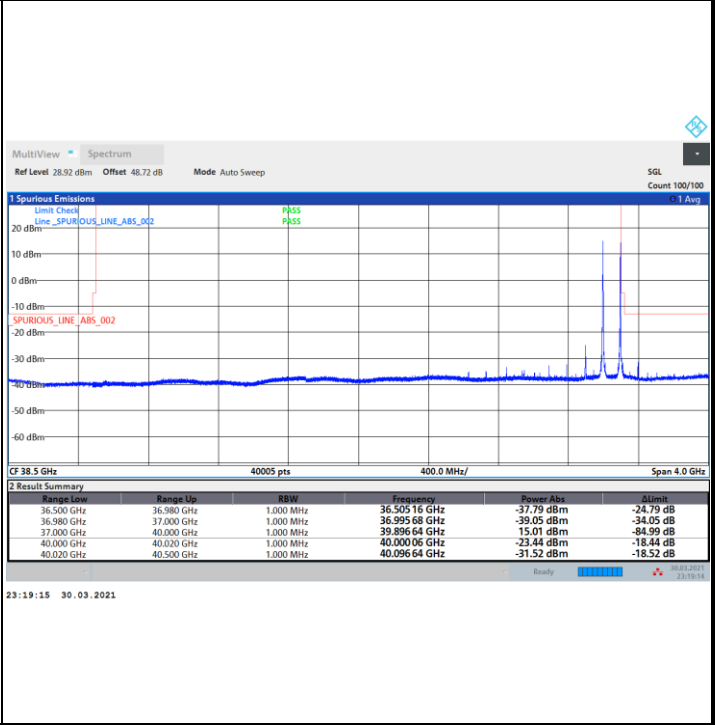 MultiView Spectrum
Ref Level 28.92 dBm Offset 48.72 dB Mode Auto Sweep SGL
Count 100/100
1 Spurious Emissions 1 Avg
Limit Check PASS
Line _SPURIOUS_LINE_ABS_002 PASS
20 dBm
10 dBm
0 dBm
-10 dBm
_SPURIOUS_LINE_ABS_002
-20 dBm
-30 dBm
-40 dBm
-50 dBm
-60 dBm
CF 38.5 GHz 40005 pts 400.0 MHz/ Span 4.0 GHz
2 Result Summary
Range Low Range Up RBW Frequency Power Abs ΔLimit
36.500 GHz 36.980 GHz 1.000 MHz 36.505 16 GHz -37.79 dBm -24.79 dB
36.980 GHz 37.000 GHz 1.000 MHz 36.995 68 GHz -39.05 dBm -34.05 dB
37.000 GHz 40.000 GHz 1.000 MHz 39.896 64 GHz 15.01 dBm -84.99 dB
40.000 GHz 40.020 GHz 1.000 MHz 40.000 06 GHz -23.44 dBm -18.44 dB
40.020 GHz 40.500 GHz 1.000 MHz 40.096 64 GHz -31.52 dBm -18.52 dB
Ready 30.03.2021
23:19:14
23:19:15 30.03.2021